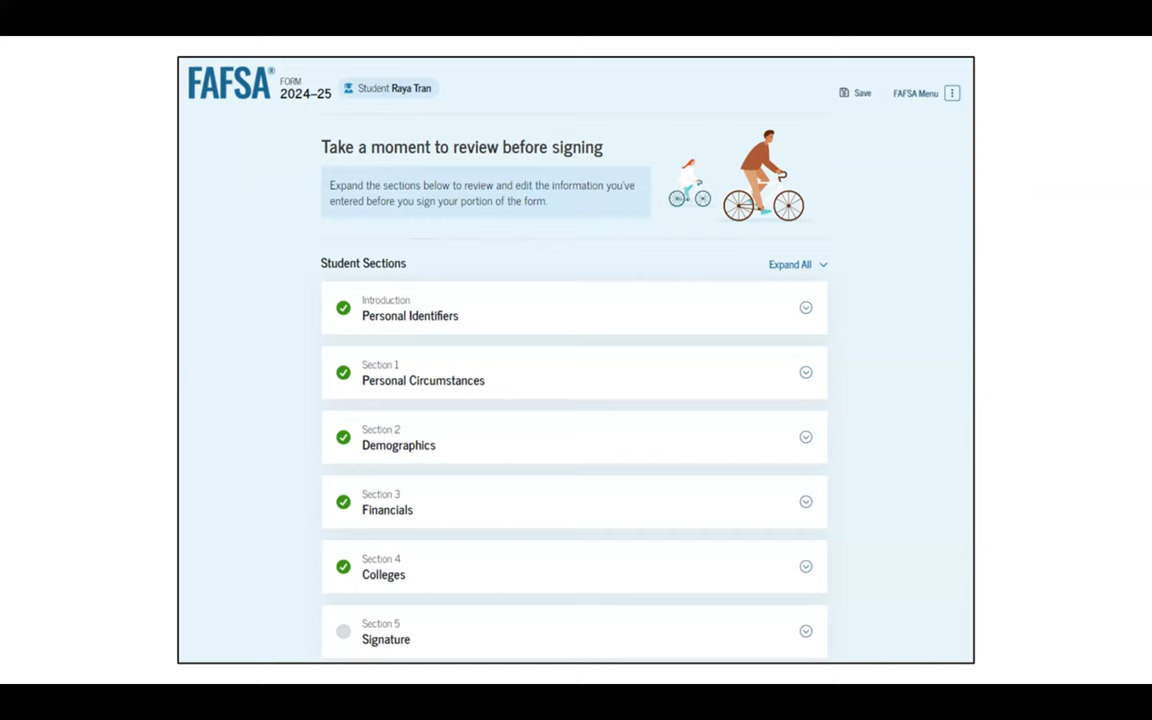 FAFSA®
FORM
2024–25
Student Raya Tran
Save
FAFSA Menu
Take a moment to review before signing
Expand the sections below to review and edit the information you've
entered before you sign your portion of the form.
Student Sections
Expand All
Introduction
Personal Identifiers
Section 1
Personal Circumstances
Section 2
Demographics
Section 3
Financials
Section 4
Colleges
Section 5
Signature